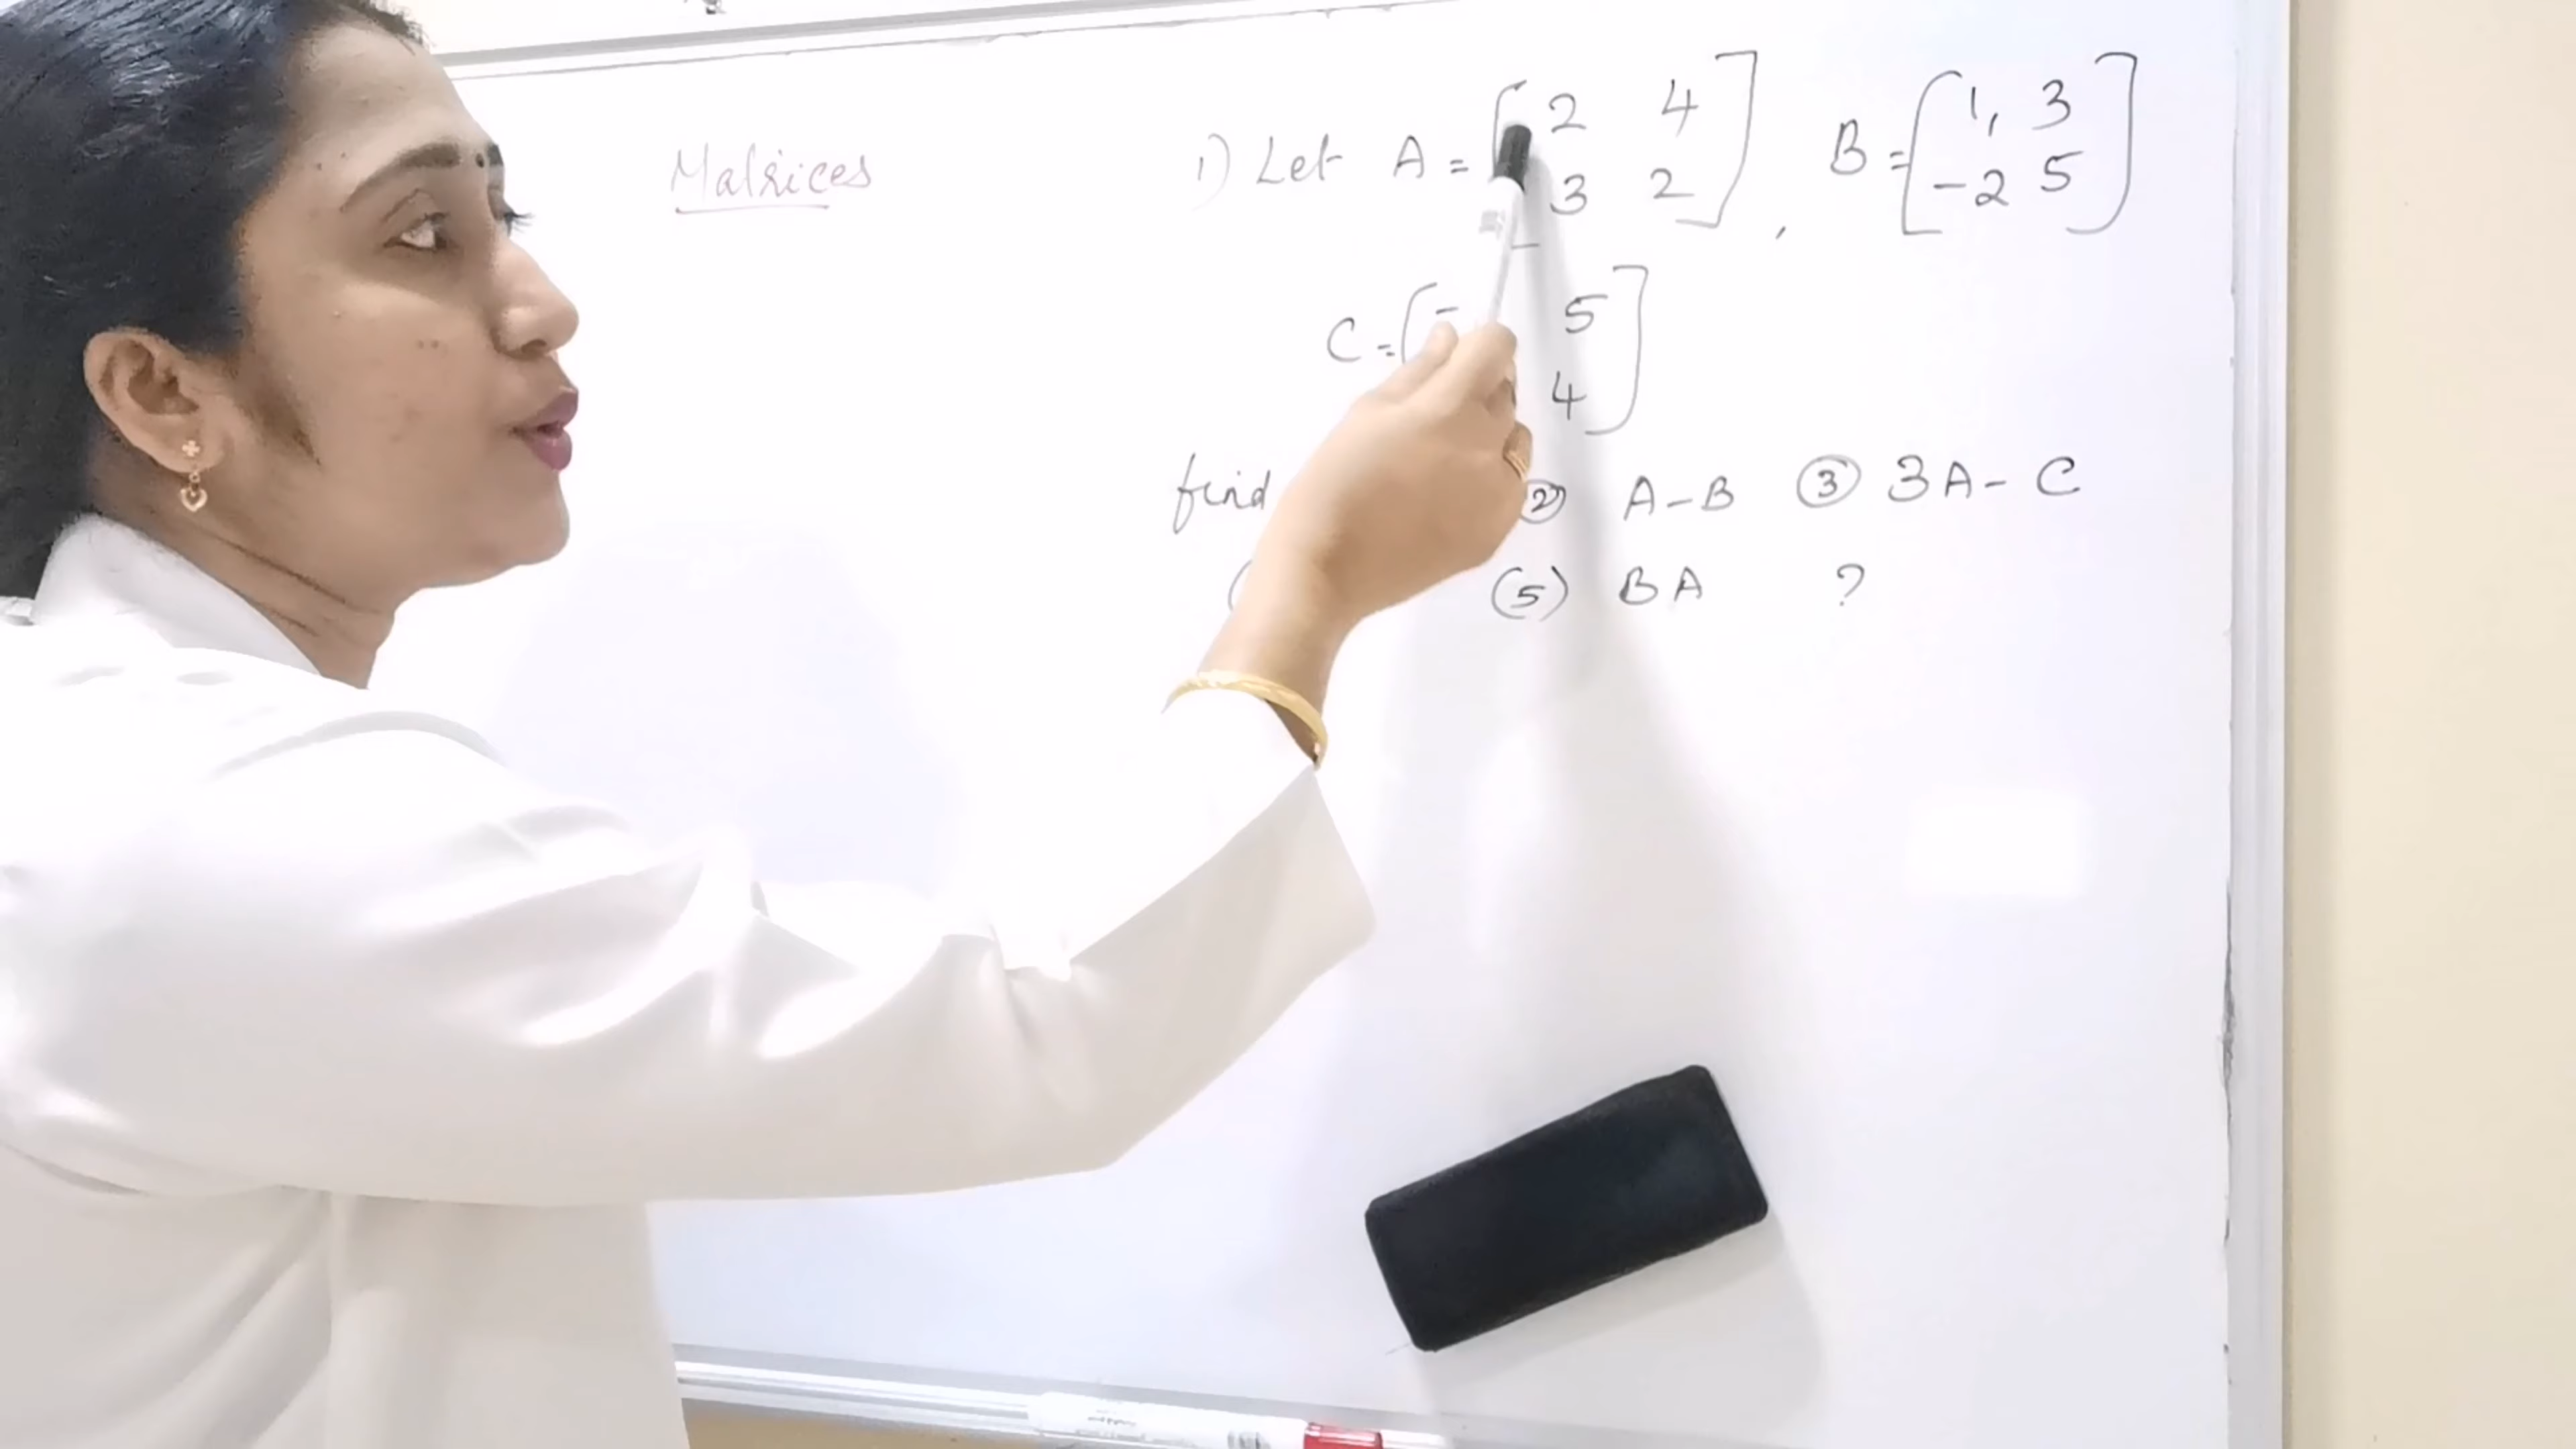 Matrices
1) Let A = [ 2 4 , B = [ 1, 3
3 2 ] -2 5 ]
C = [ - 5
4 ]
find ② A - B ③ 3A - C
(5) BA ?